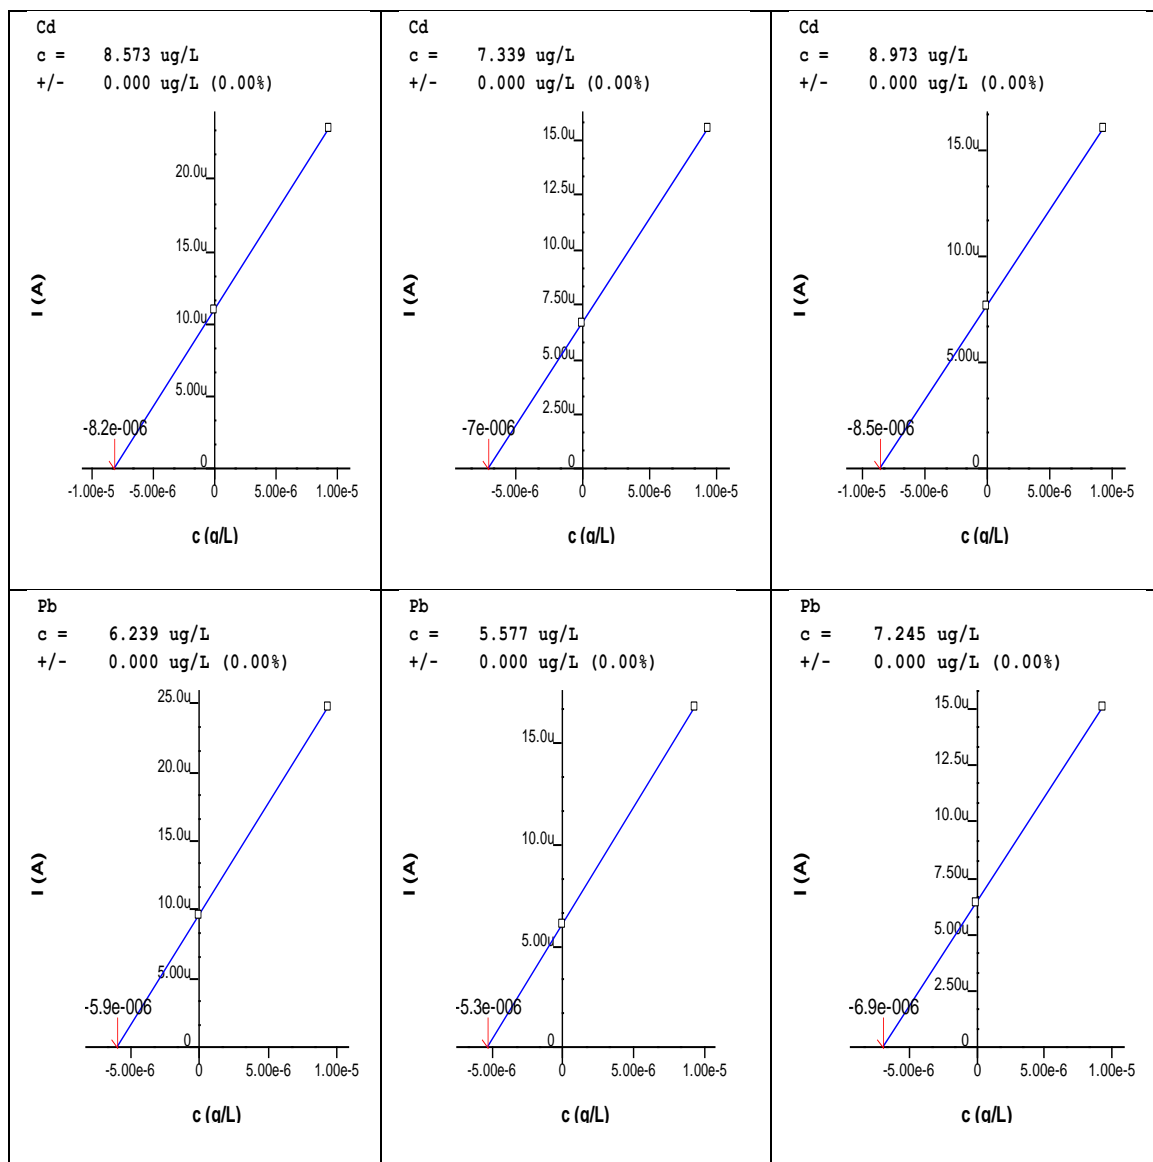 Cd
c = 8.573 ug/L
+/- 0.000 ug/L (0.00%)
20.0u
15.0u
10.0u
5.00u
0
-8.2e-006
I (A)
-1.00e-5 -5.00e-6 0 5.00e-6 1.00e-5
c (g/L)
Cd
c = 7.339 ug/L
+/- 0.000 ug/L (0.00%)
15.0u
12.5u
10.0u
7.50u
5.00u
2.50u
0
-7e-006
I (A)
-5.00e-6 0 5.00e-6 1.00e-5
c (g/L)
Cd
c = 8.973 ug/L
+/- 0.000 ug/L (0.00%)
15.0u
10.0u
5.00u
0
-8.5e-006
I (A)
-1.00e-5 -5.00e-6 0 5.00e-6 1.00e-5
c (g/L)
Pb
c = 6.239 ug/L
+/- 0.000 ug/L (0.00%)
25.0u
20.0u
15.0u
10.0u
5.00u
0
-5.9e-006
I (A)
-5.00e-6 0 5.00e-6 1.00e-5
c (g/L)
Pb
c = 5.577 ug/L
+/- 0.000 ug/L (0.00%)
15.0u
10.0u
5.00u
0
-5.3e-006
I (A)
-5.00e-6 0 5.00e-6 1.00e-5
c (g/L)
Pb
c = 7.245 ug/L
+/- 0.000 ug/L (0.00%)
15.0u
12.5u
10.0u
7.50u
5.00u
2.50u
0
-6.9e-006
I (A)
-5.00e-6 0 5.00e-6 1.00e-5
c (g/L)